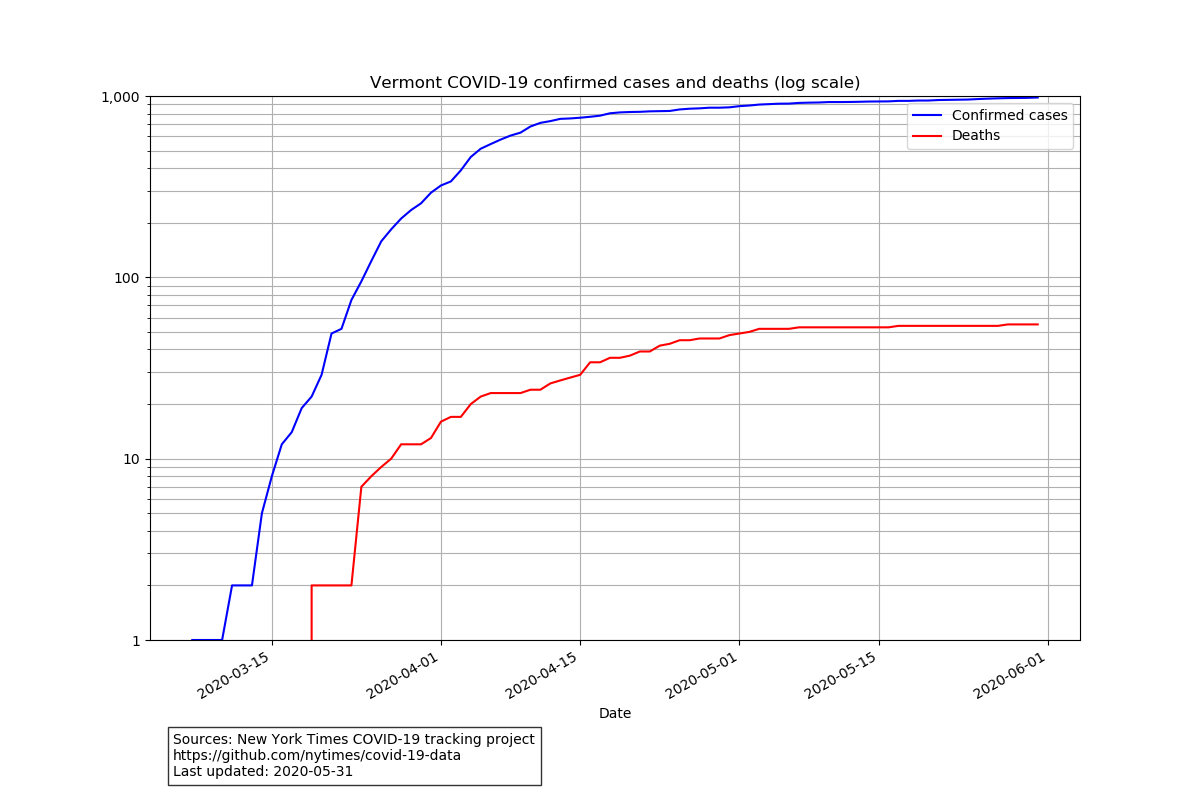 Vermont COVID-19 confirmed cases and deaths (log scale)
1,000
100
10
1
Confirmed cases
Deaths
2020-03-15
2020-04-01
2020-04-15
2020-05-01
2020-05-15
2020-06-01
Date
Sources: New York Times COVID-19 tracking project
https://github.com/nytimes/covid-19-data
Last updated: 2020-05-31